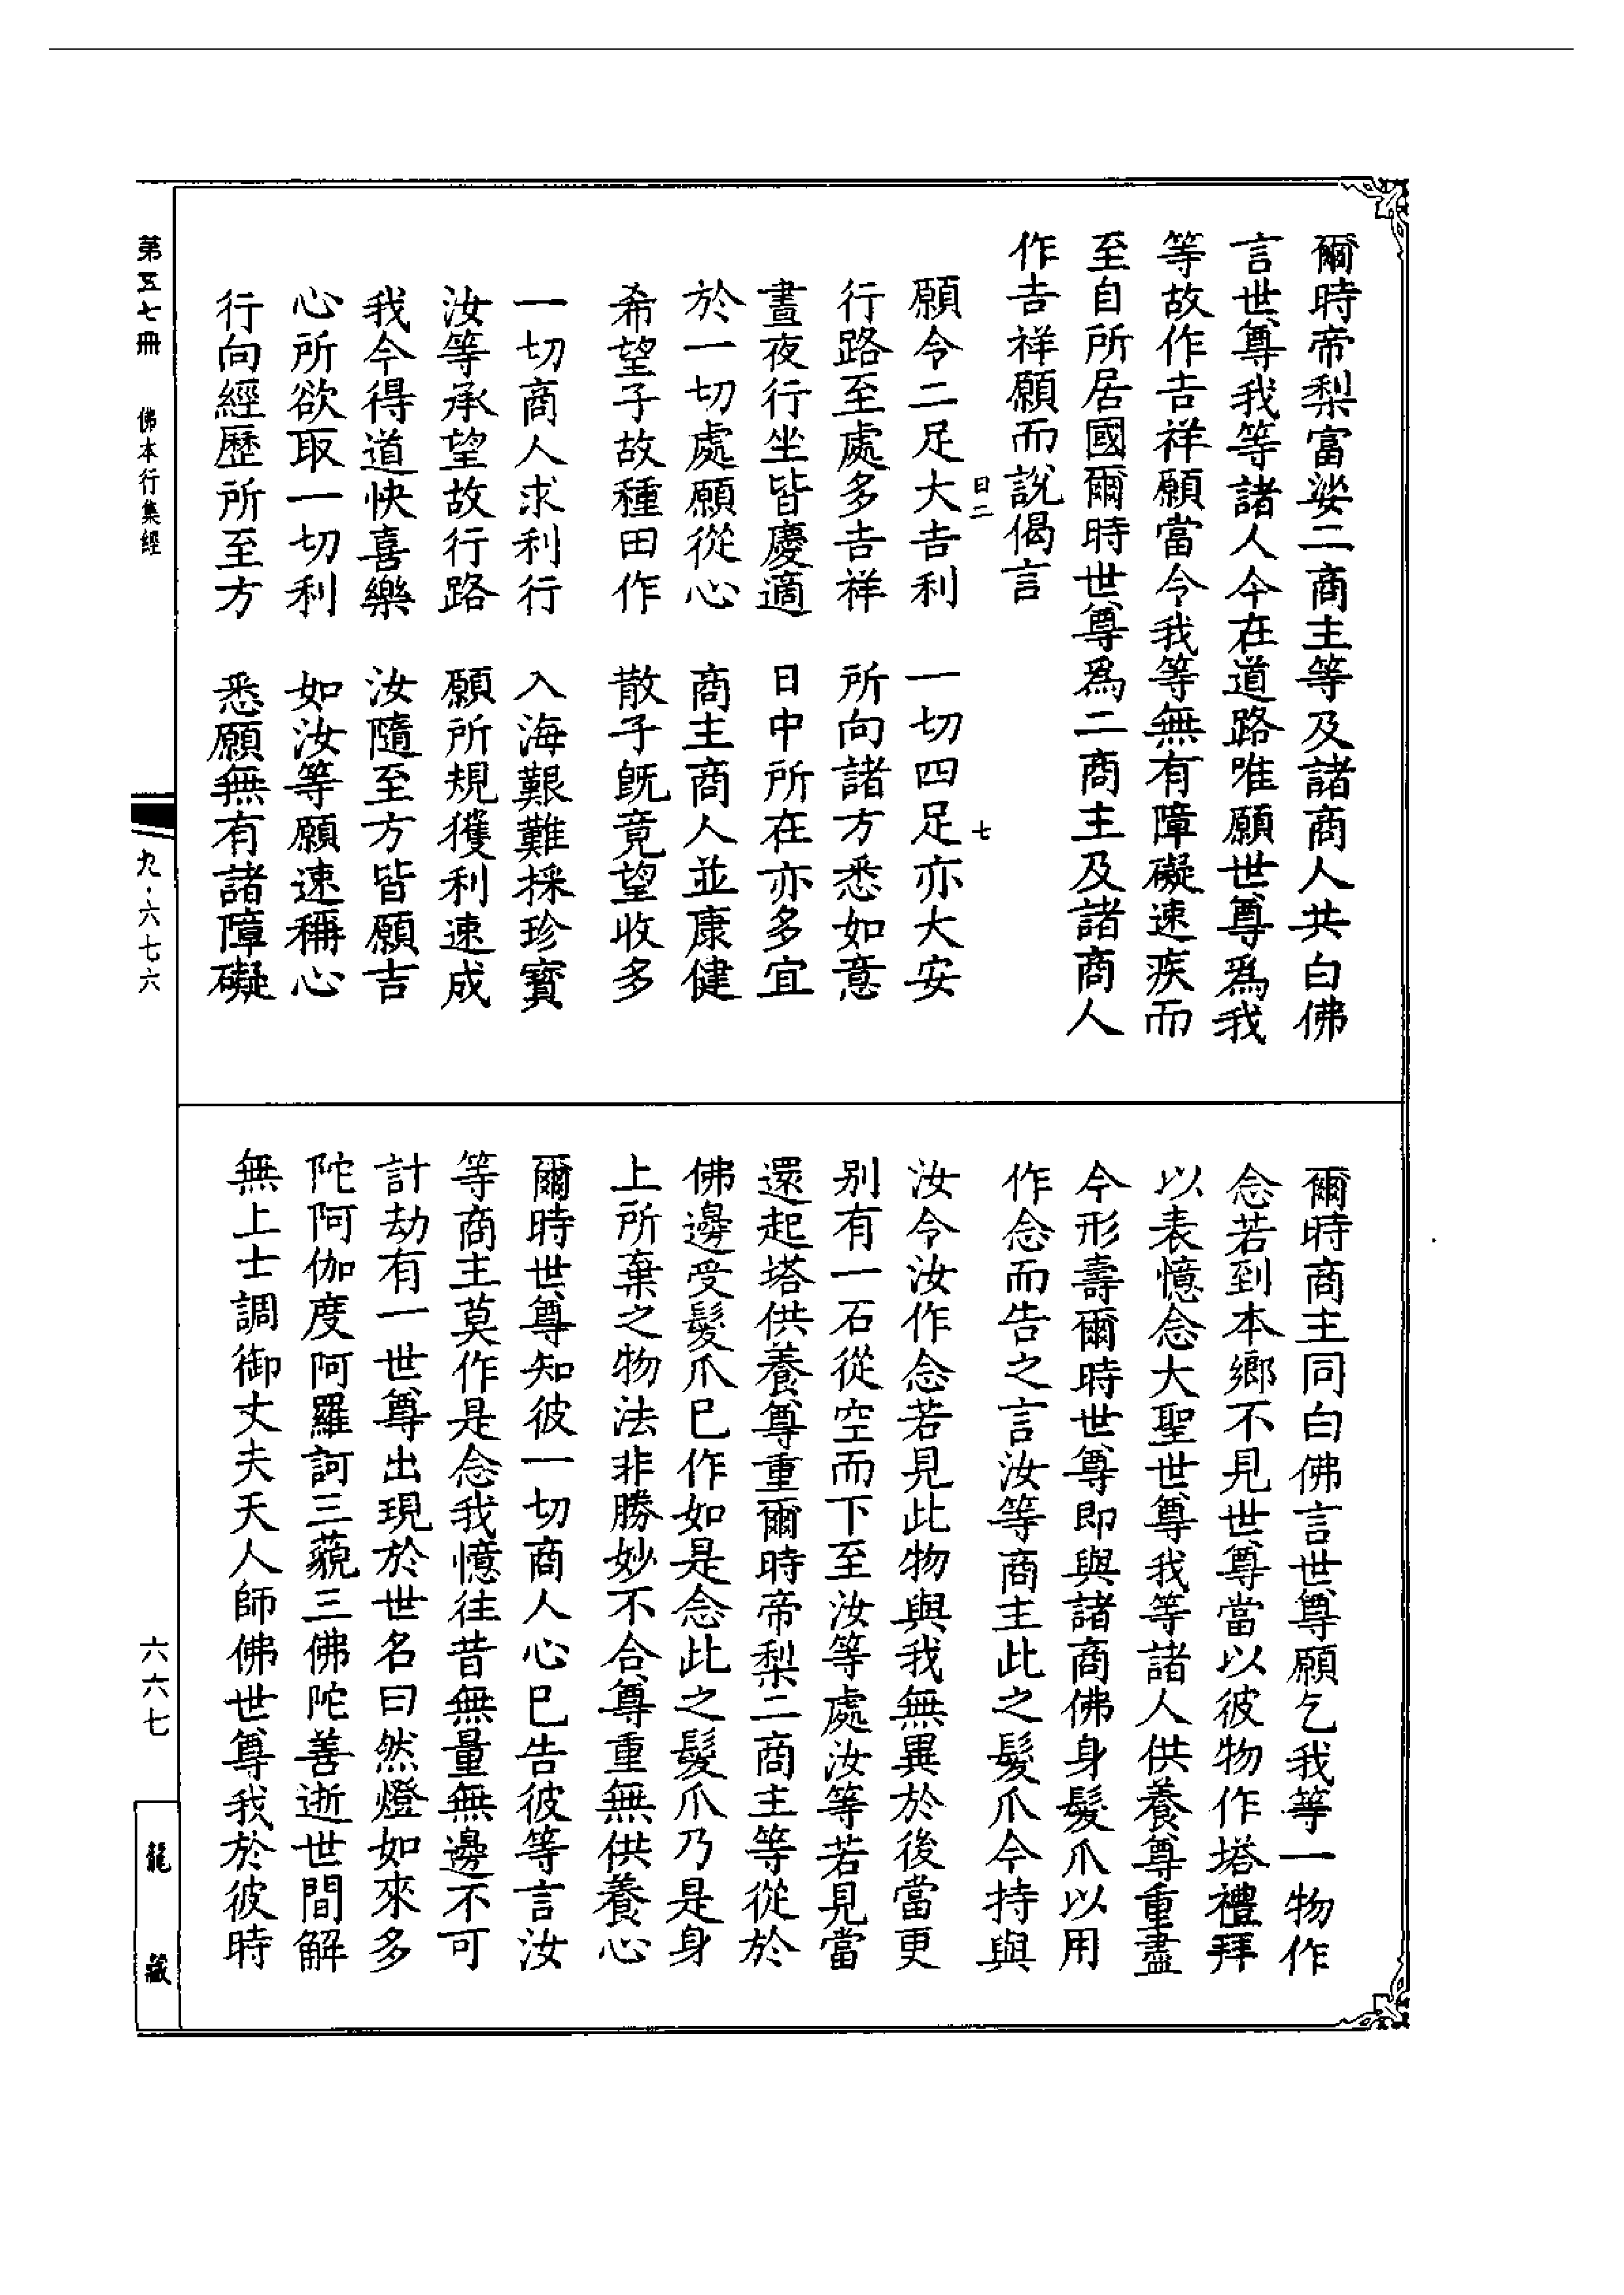 爾時帝梨富娑二商主等及諸商人共白佛
言世尊我等諸人今在道路唯願世尊爲我
等故作吉祥願當令我等無有障礙速疾而
至自所居國爾時世尊爲二商主及諸商人
作吉祥願而說偈言
願令二足大吉利　一切四足亦大安
行路至處多吉祥　所向諸方悉如意
晝夜行坐皆慶適　日中所在亦多宜
於一切處願從心　商主商人並康健
希望子故種田作　散子旣竟望收多
一切商人求利行　入海艱難採珍寳
汝等承望故行路　願所規獲利速成
我今得道快喜樂　汝隨至方皆願吉
心所欲取一切利　如汝等願速稱心
行向經歷所至方　悉願無有諸障礙
日二　七
爾時商主同白佛言世尊願乞我等一物作
念若到本鄉不見世尊當以彼物作塔禮拜
以表憶念大聖世尊我等諸人供養尊重盡
今形壽爾時世尊即與諸商佛身髮爪以用
作念而告之言汝等商主此之髮爪今持與
汝令汝作念若見此物與我無異於後當更
別有一石從空而下至汝等處汝等若見當
還起塔供養尊重爾時帝梨二商主等從於
佛邊受髮爪已作如是念此之髮爪乃是身
上所棄之物法非勝妙不合尊重無供養心
爾時世尊知彼一切商人心已告彼等言汝
等商主莫作是念我憶往昔無量無邊不可
計劫有一世尊出現於世名曰然燈如來多
陀阿伽度阿羅訶三藐三佛陀善逝世間解
無上士調御丈夫天人師佛世尊我於彼時
第五七冊　佛本行集經
九·六七六
六六七
龍藏